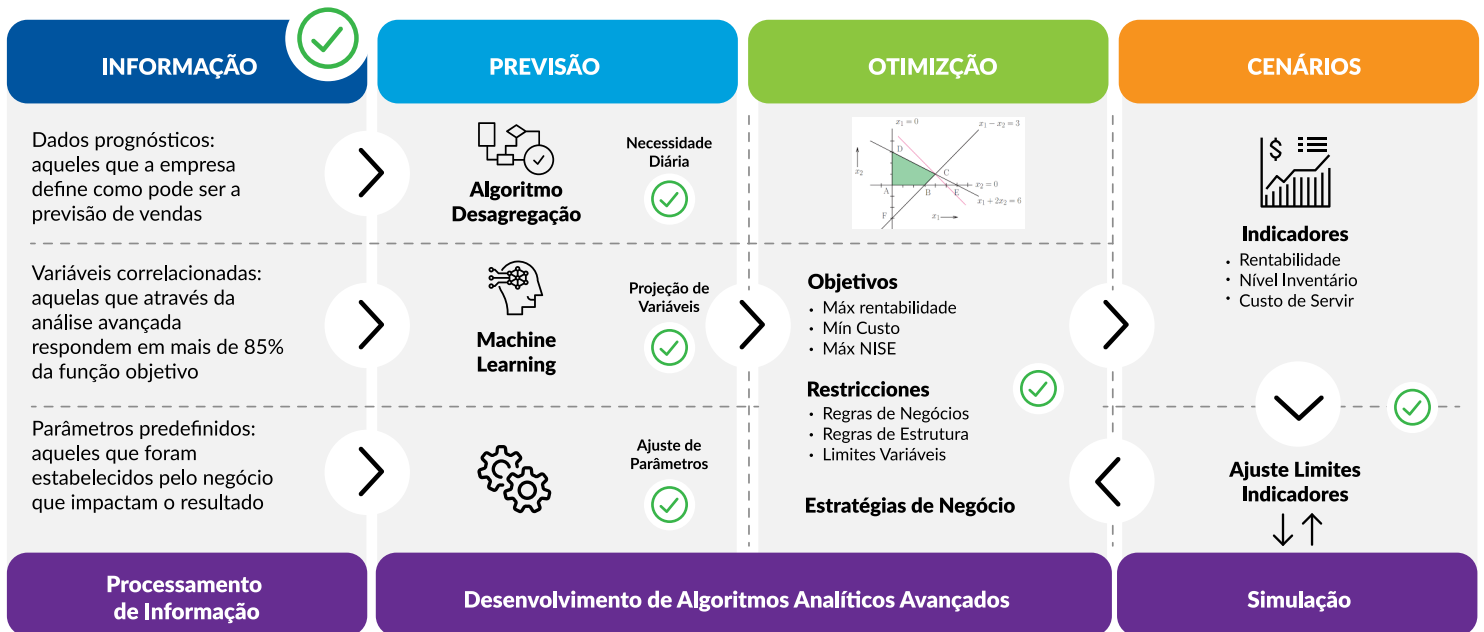 INFORMAÇÃO
PREVISÃO
OTIMIZÇÃO
CENÁRIOS
Dados prognósticos:
aqueles que a empresa
define como pode ser a
previsão de vendas
Algoritmo
Desagregação
Necessidade
Diária
x₁ = 0
x₁ − x₂ = 3
D
x₂
C
A
B
E
x₂ = 0
x₁ + 2x₂ = 6
F
x₁
$
Indicadores
· Rentabilidade
· Nível Inventário
· Custo de Servir
Variáveis correlacionadas:
aquelas que através da
análise avançada
respondem em mais de 85%
da função objetivo
Machine
Learning
Projeção de
Variáveis
Objetivos
· Máx rentabilidade
· Mín Custo
· Máx NISE
Restricciones
· Regras de Negócios
· Regras de Estrutura
· Limites Variáveis
Estratégias de Negócio
Parâmetros predefinidos:
aqueles que foram
estabelecidos pelo negócio
que impactam o resultado
Ajuste de
Parâmetros
Ajuste Limites
Indicadores
Processamento
de Informação
Desenvolvimento de Algoritmos Analíticos Avançados
Simulação